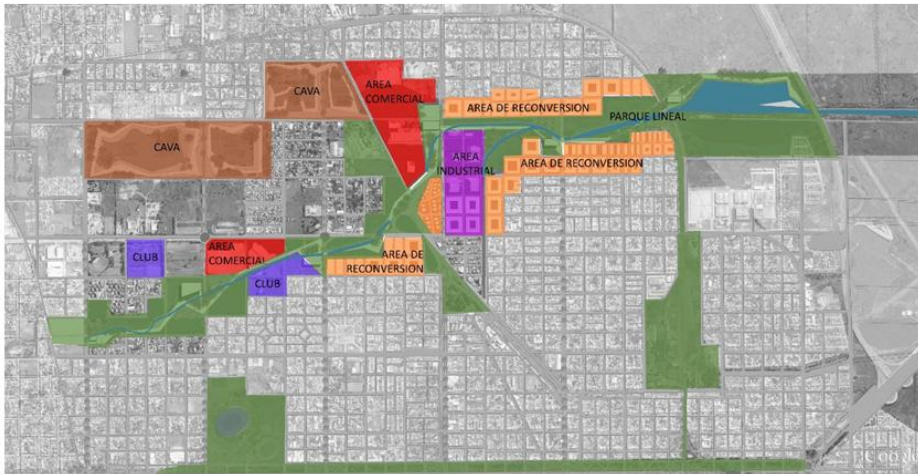 CAVA
AREA
COMERCIAL
AREA DE RECONVERSION
PARQUE LINEAL
CAVA
AREA
INDUSTRIAL
AREA DE RECONVERSION
CLUB
AREA
COMERCIAL
AREA DE
RECONVERSION
CLUB
Google